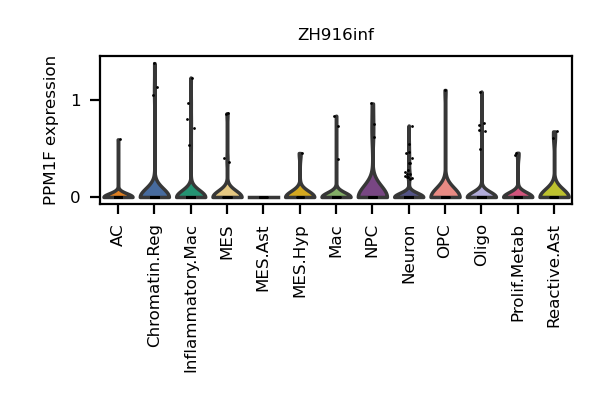 ZH916inf
PPM1F expression
1
0
AC
Chromatin.Reg
Inflammatory.Mac
MES
MES.Ast
MES.Hyp
Mac
NPC
Neuron
OPC
Oligo
Prolif.Metab
Reactive.Ast